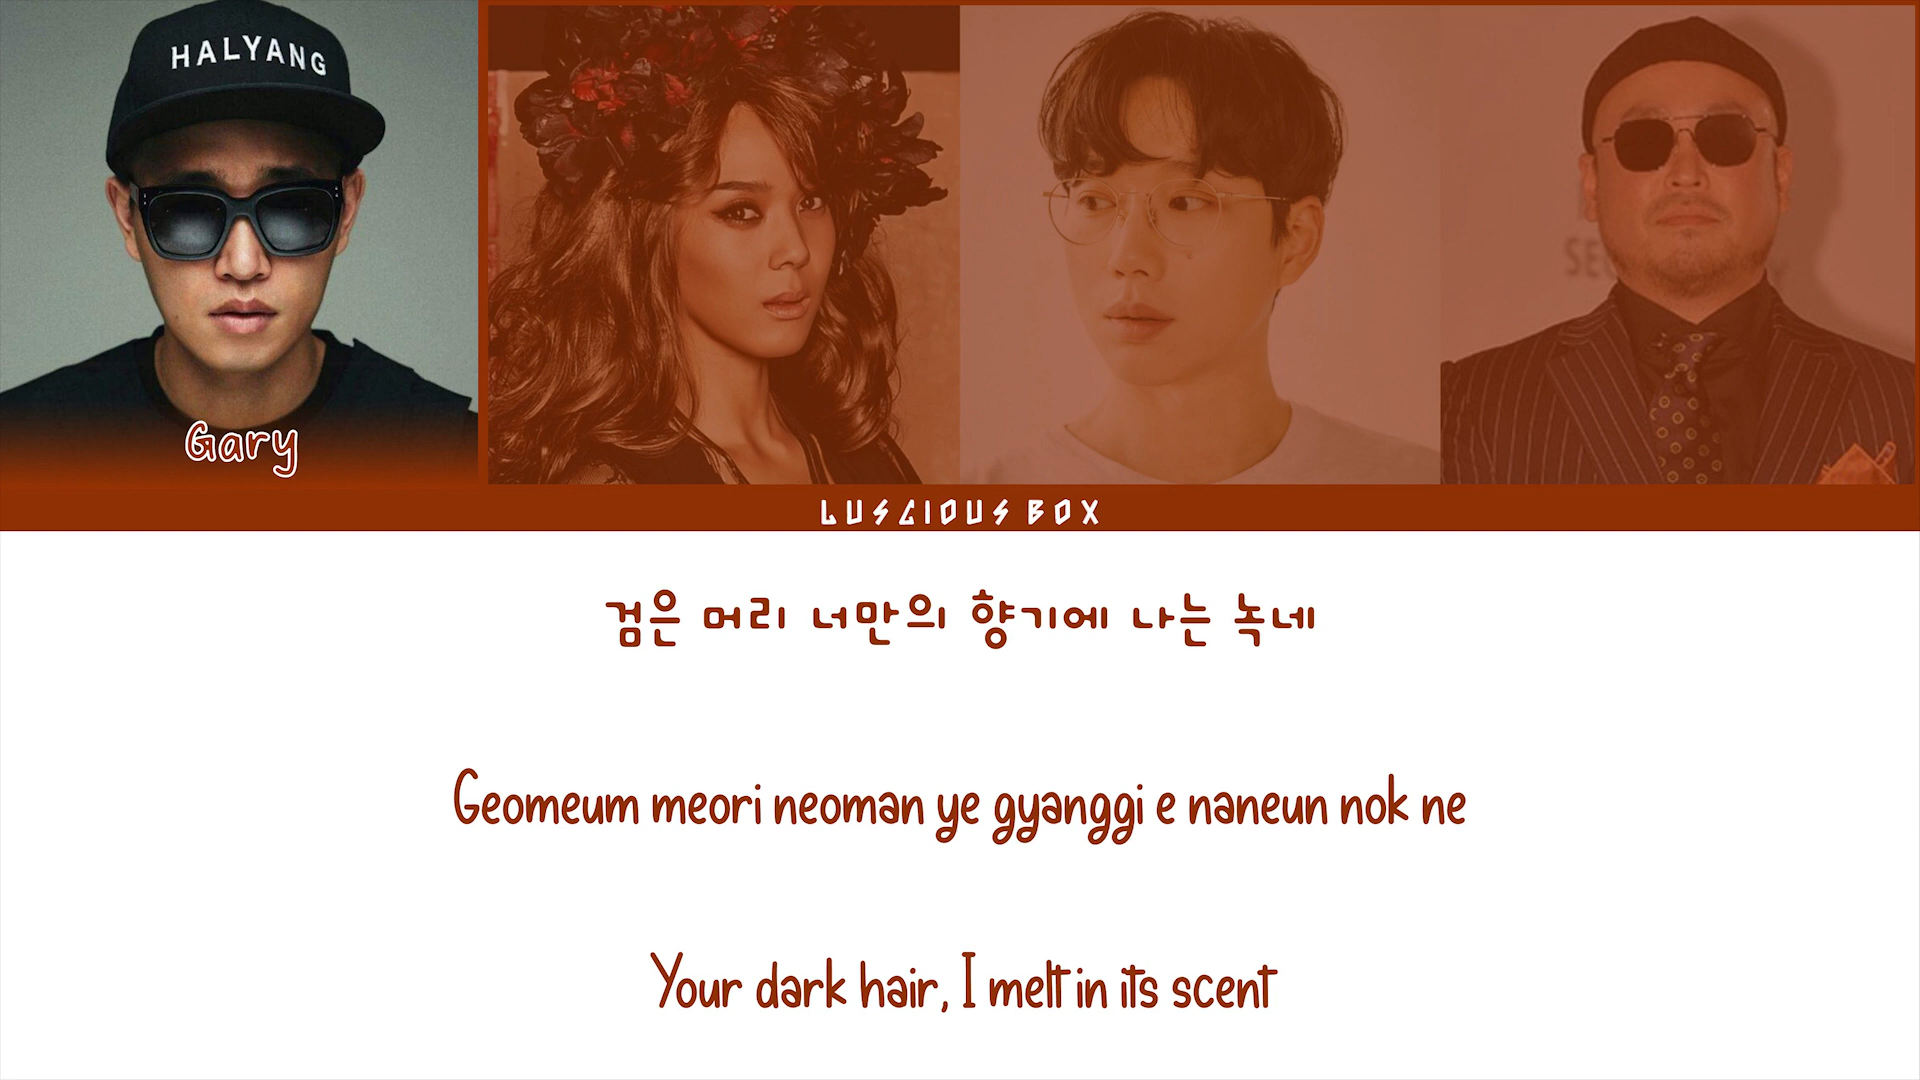 HALYANG
Gary
LUSCIOUS BOX
검은 머리 너만의 향기에 나는 녹네
Geomeum meori neoman ye gyanggi e naneun nok ne
Your dark hair, I melt in its scent